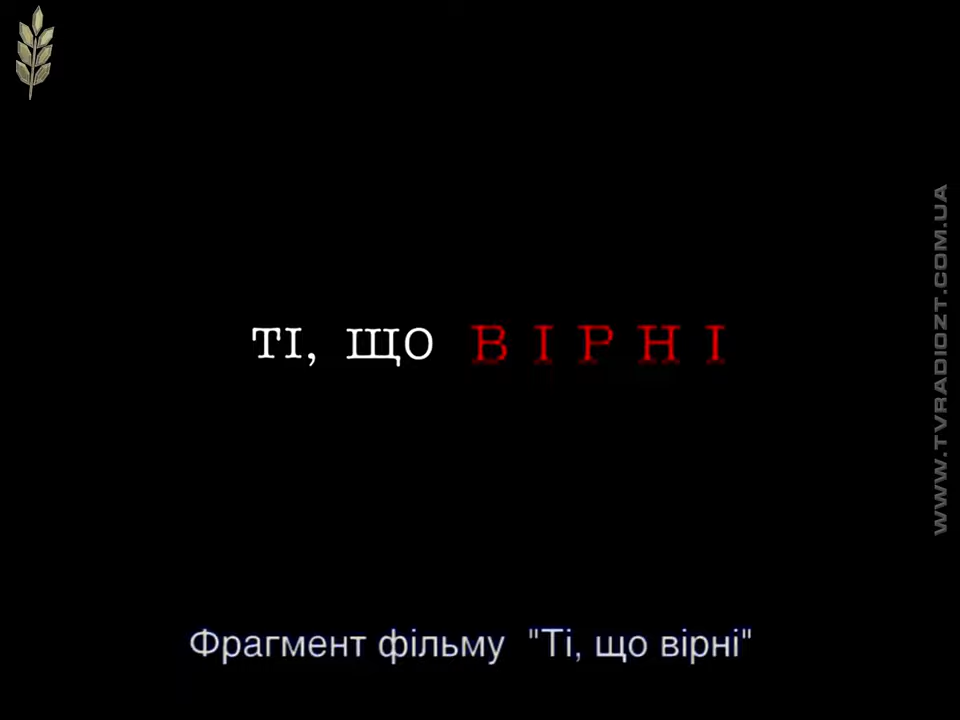 ТІ, ЩО ВІРНІ
Фрагмент фільму "Ті, що вірні"
WWW.TVRADIOZT.COM.UA